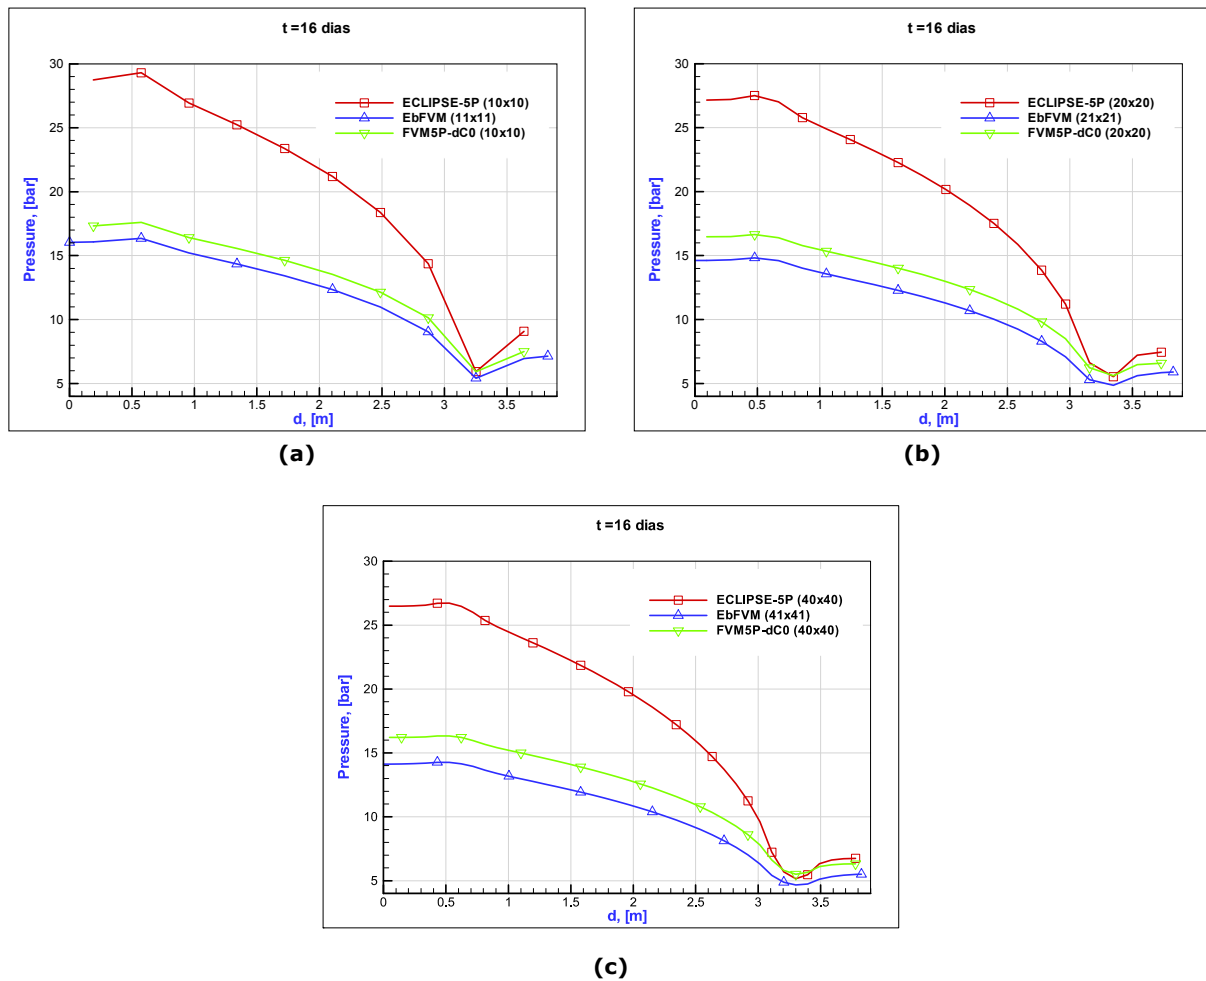 t =16 dias
30
25
20
15
10
5
Pressure, [bar]
ECLIPSE-5P (10x10)
EbFVM (11x11)
FVM5P-dC0 (10x10)
0 0.5 1 1.5 2 2.5 3 3.5
d, [m]
(a)
t =16 dias
30
25
20
15
10
5
Pressure, [bar]
ECLIPSE-5P (20x20)
EbFVM (21x21)
FVM5P-dC0 (20x20)
0 0.5 1 1.5 2 2.5 3 3.5
d, [m]
(b)
t =16 dias
30
25
20
15
10
5
Pressure, [bar]
ECLIPSE-5P (40x40)
EbFVM (41x41)
FVM5P-dC0 (40x40)
0 0.5 1 1.5 2 2.5 3 3.5
d, [m]
(c)